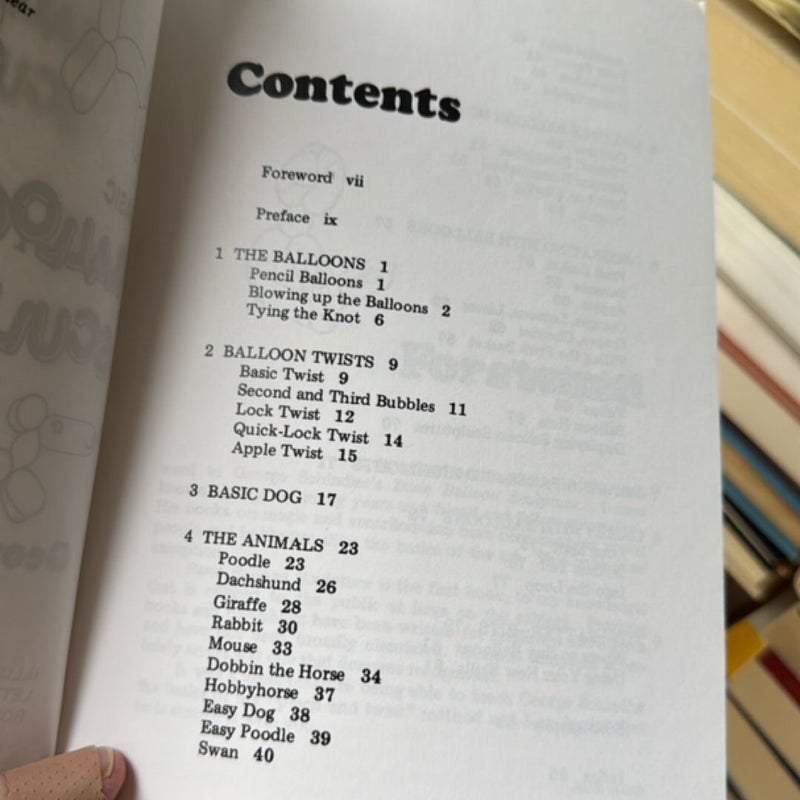 Contents
Foreword vii
Preface ix
1 THE BALLOONS 1
Pencil Balloons 1
Blowing up the Balloons 2
Tying the Knot 6
2 BALLOON TWISTS 9
Basic Twist 9
Second and Third Bubbles 11
Lock Twist 12
Quick-Lock Twist 14
Apple Twist 15
3 BASIC DOG 17
4 THE ANIMALS 23
Poodle 23
Dachshund 26
Giraffe 28
Rabbit 30
Mouse 33
Dobbin the Horse 34
Hobbyhorse 37
Easy Dog 38
Easy Poodle 39
Swan 40